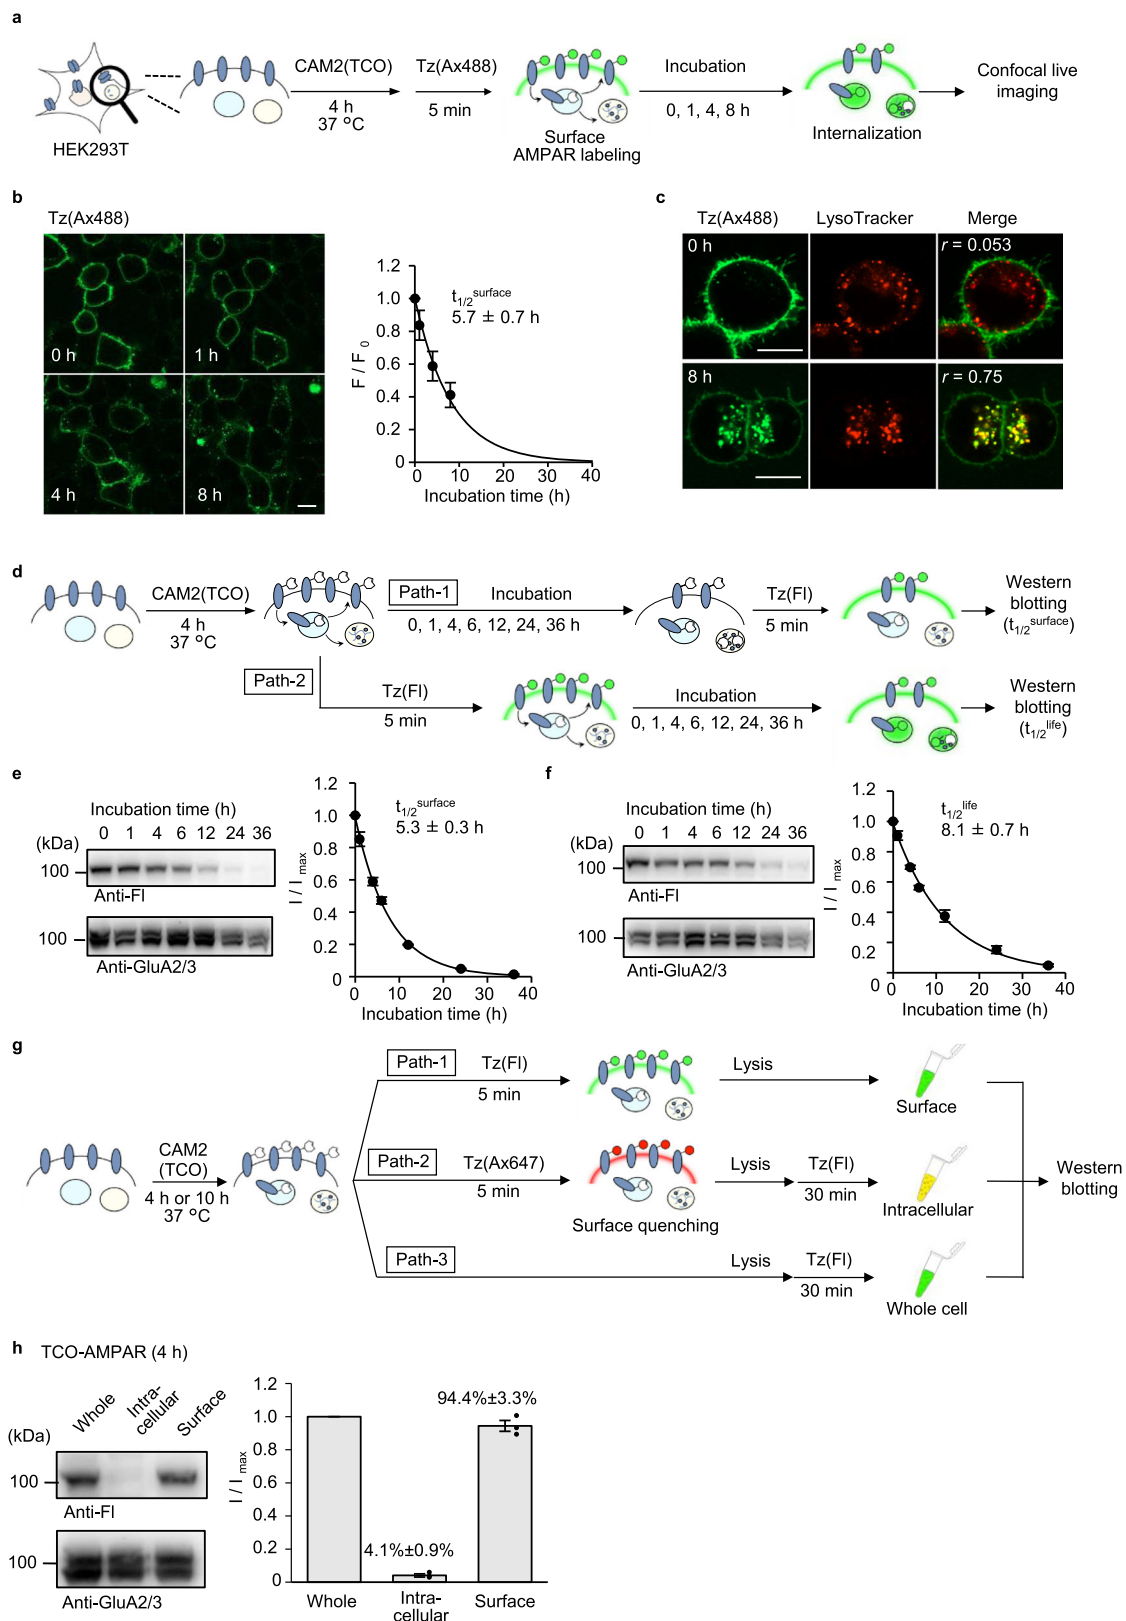 a
HEK293T
CAM2(TCO)
4 h
37 °C
Tz(Ax488)
5 min
Surface
AMPAR labeling
Incubation
0, 1, 4, 8 h
Internalization
Confocal live
imaging
b
Tz(Ax488)
0 h
1 h
4 h
8 h
F / F0
1.2
1.0
0.8
0.6
0.4
0.2
0
t1/2surface
5.7 ± 0.7 h
0 10 20 30 40
Incubation time (h)
c
Tz(Ax488) LysoTracker Merge
0 h
r = 0.053
8 h
r = 0.75
d
CAM2(TCO)
4 h
37 °C
Path-1
Incubation
0, 1, 4, 6, 12, 24, 36 h
Tz(Fl)
5 min
Western
blotting
(t1/2surface)
Path-2
Tz(Fl)
5 min
Incubation
0, 1, 4, 6, 12, 24, 36 h
Western
blotting
(t1/2life)
e
Incubation time (h)
(kDa)
0 1 4 6 12 24 36
100
Anti-Fl
100
Anti-GluA2/3
I / Imax
1.2
1.0
0.8
0.6
0.4
0.2
0
t1/2surface
5.3 ± 0.3 h
0 10 20 30 40
Incubation time (h)
f
Incubation time (h)
(kDa)
0 1 4 6 12 24 36
100
Anti-Fl
100
Anti-GluA2/3
I / Imax
1.2
1.0
0.8
0.6
0.4
0.2
0
t1/2life
8.1 ± 0.7 h
0 10 20 30 40
Incubation time (h)
g
CAM2
(TCO)
4 h or 10 h
37 °C
Path-1
Tz(Fl)
5 min
Lysis
Surface
Path-2
Tz(Ax647)
5 min
Surface quenching
Lysis
Tz(Fl)
30 min
Intracellular
Path-3
Lysis
Tz(Fl)
30 min
Whole cell
Western
blotting
h
TCO-AMPAR (4 h)
(kDa)
Whole
Intra-
cellular
Surface
100
Anti-Fl
100
Anti-GluA2/3
I / Imax
1.2
1.0
0.8
0.6
0.4
0.2
0
4.1%±0.9%
94.4%±3.3%
Whole
Intra-
cellular
Surface